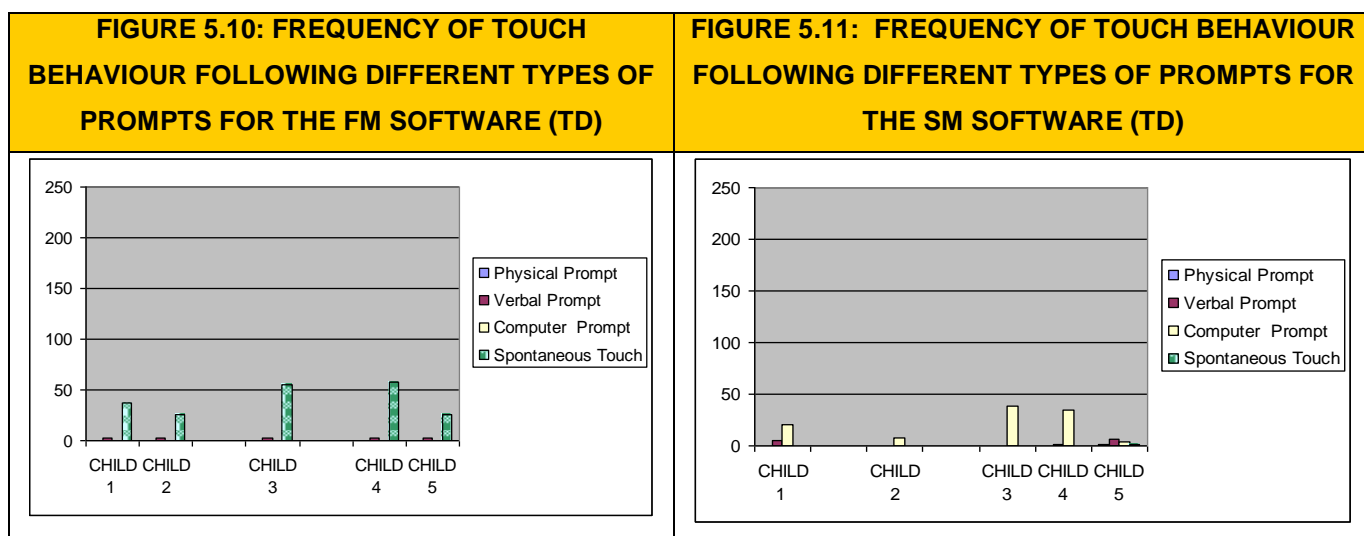 FIGURE 5.10: FREQUENCY OF TOUCH
BEHAVIOUR FOLLOWING DIFFERENT TYPES OF
PROMPTS FOR THE FM SOFTWARE (TD)
250
200
150
100
50
0
CHILD 1
CHILD 2
CHILD 3
CHILD 4
CHILD 5
Physical Prompt
Verbal Prompt
Computer Prompt
Spontaneous Touch
FIGURE 5.11: FREQUENCY OF TOUCH BEHAVIOUR
FOLLOWING DIFFERENT TYPES OF PROMPTS FOR
THE SM SOFTWARE (TD)
250
200
150
100
50
0
CHILD 1
CHILD 2
CHILD 3
CHILD 4
CHILD 5
Physical Prompt
Verbal Prompt
Computer Prompt
Spontaneous Touch